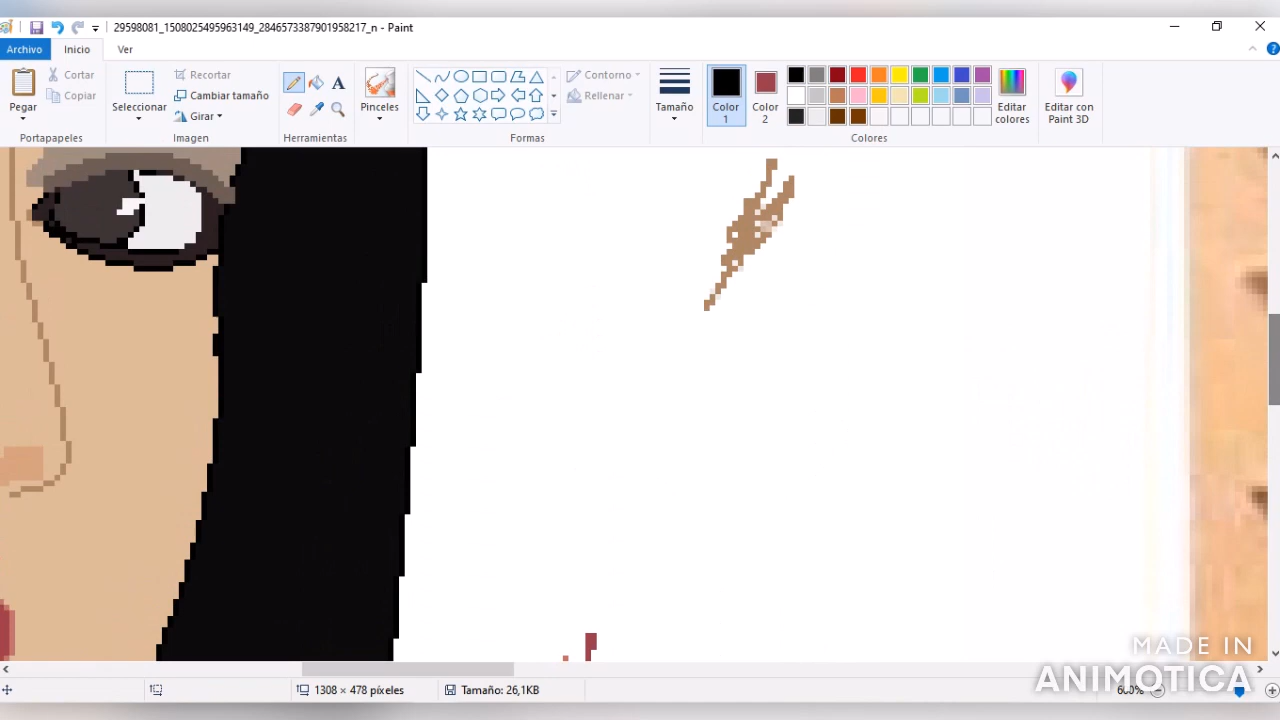 29598081_1508025495963149_2846573387901958217_n - Paint
Archivo Inicio Ver
Pegar
Cortar
Copiar
Portapapeles
Seleccionar
Recortar
Cambiar tamaño
Girar
Imagen
A
Herramientas
Pinceles
Contorno
Rellenar
Formas
Tamaño
Color 1
Color 2
Editar colores
Colores
Editar con Paint 3D
MADE IN
ANIMOTICA
1308 × 478 píxeles
Tamaño: 26,1KB
600%